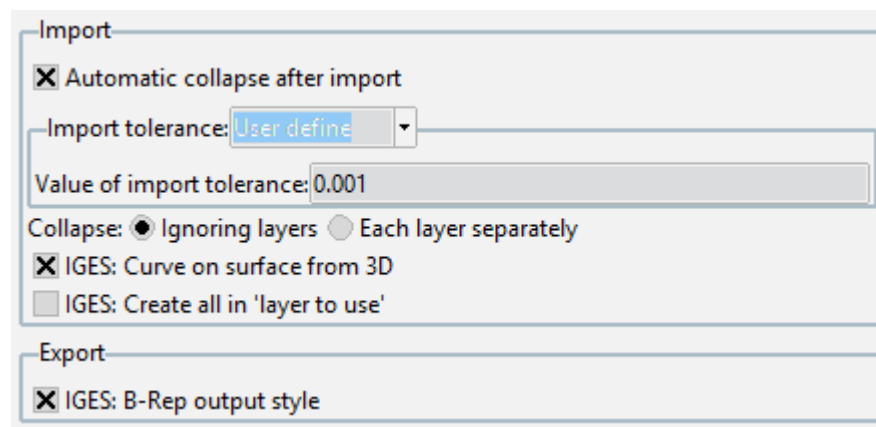 Import
Automatic collapse after import
Import tolerance: User define
Value of import tolerance: 0.001
Collapse: Ignoring layers Each layer separately
IGES: Curve on surface from 3D
IGES: Create all in 'layer to use'
Export
IGES: B-Rep output style